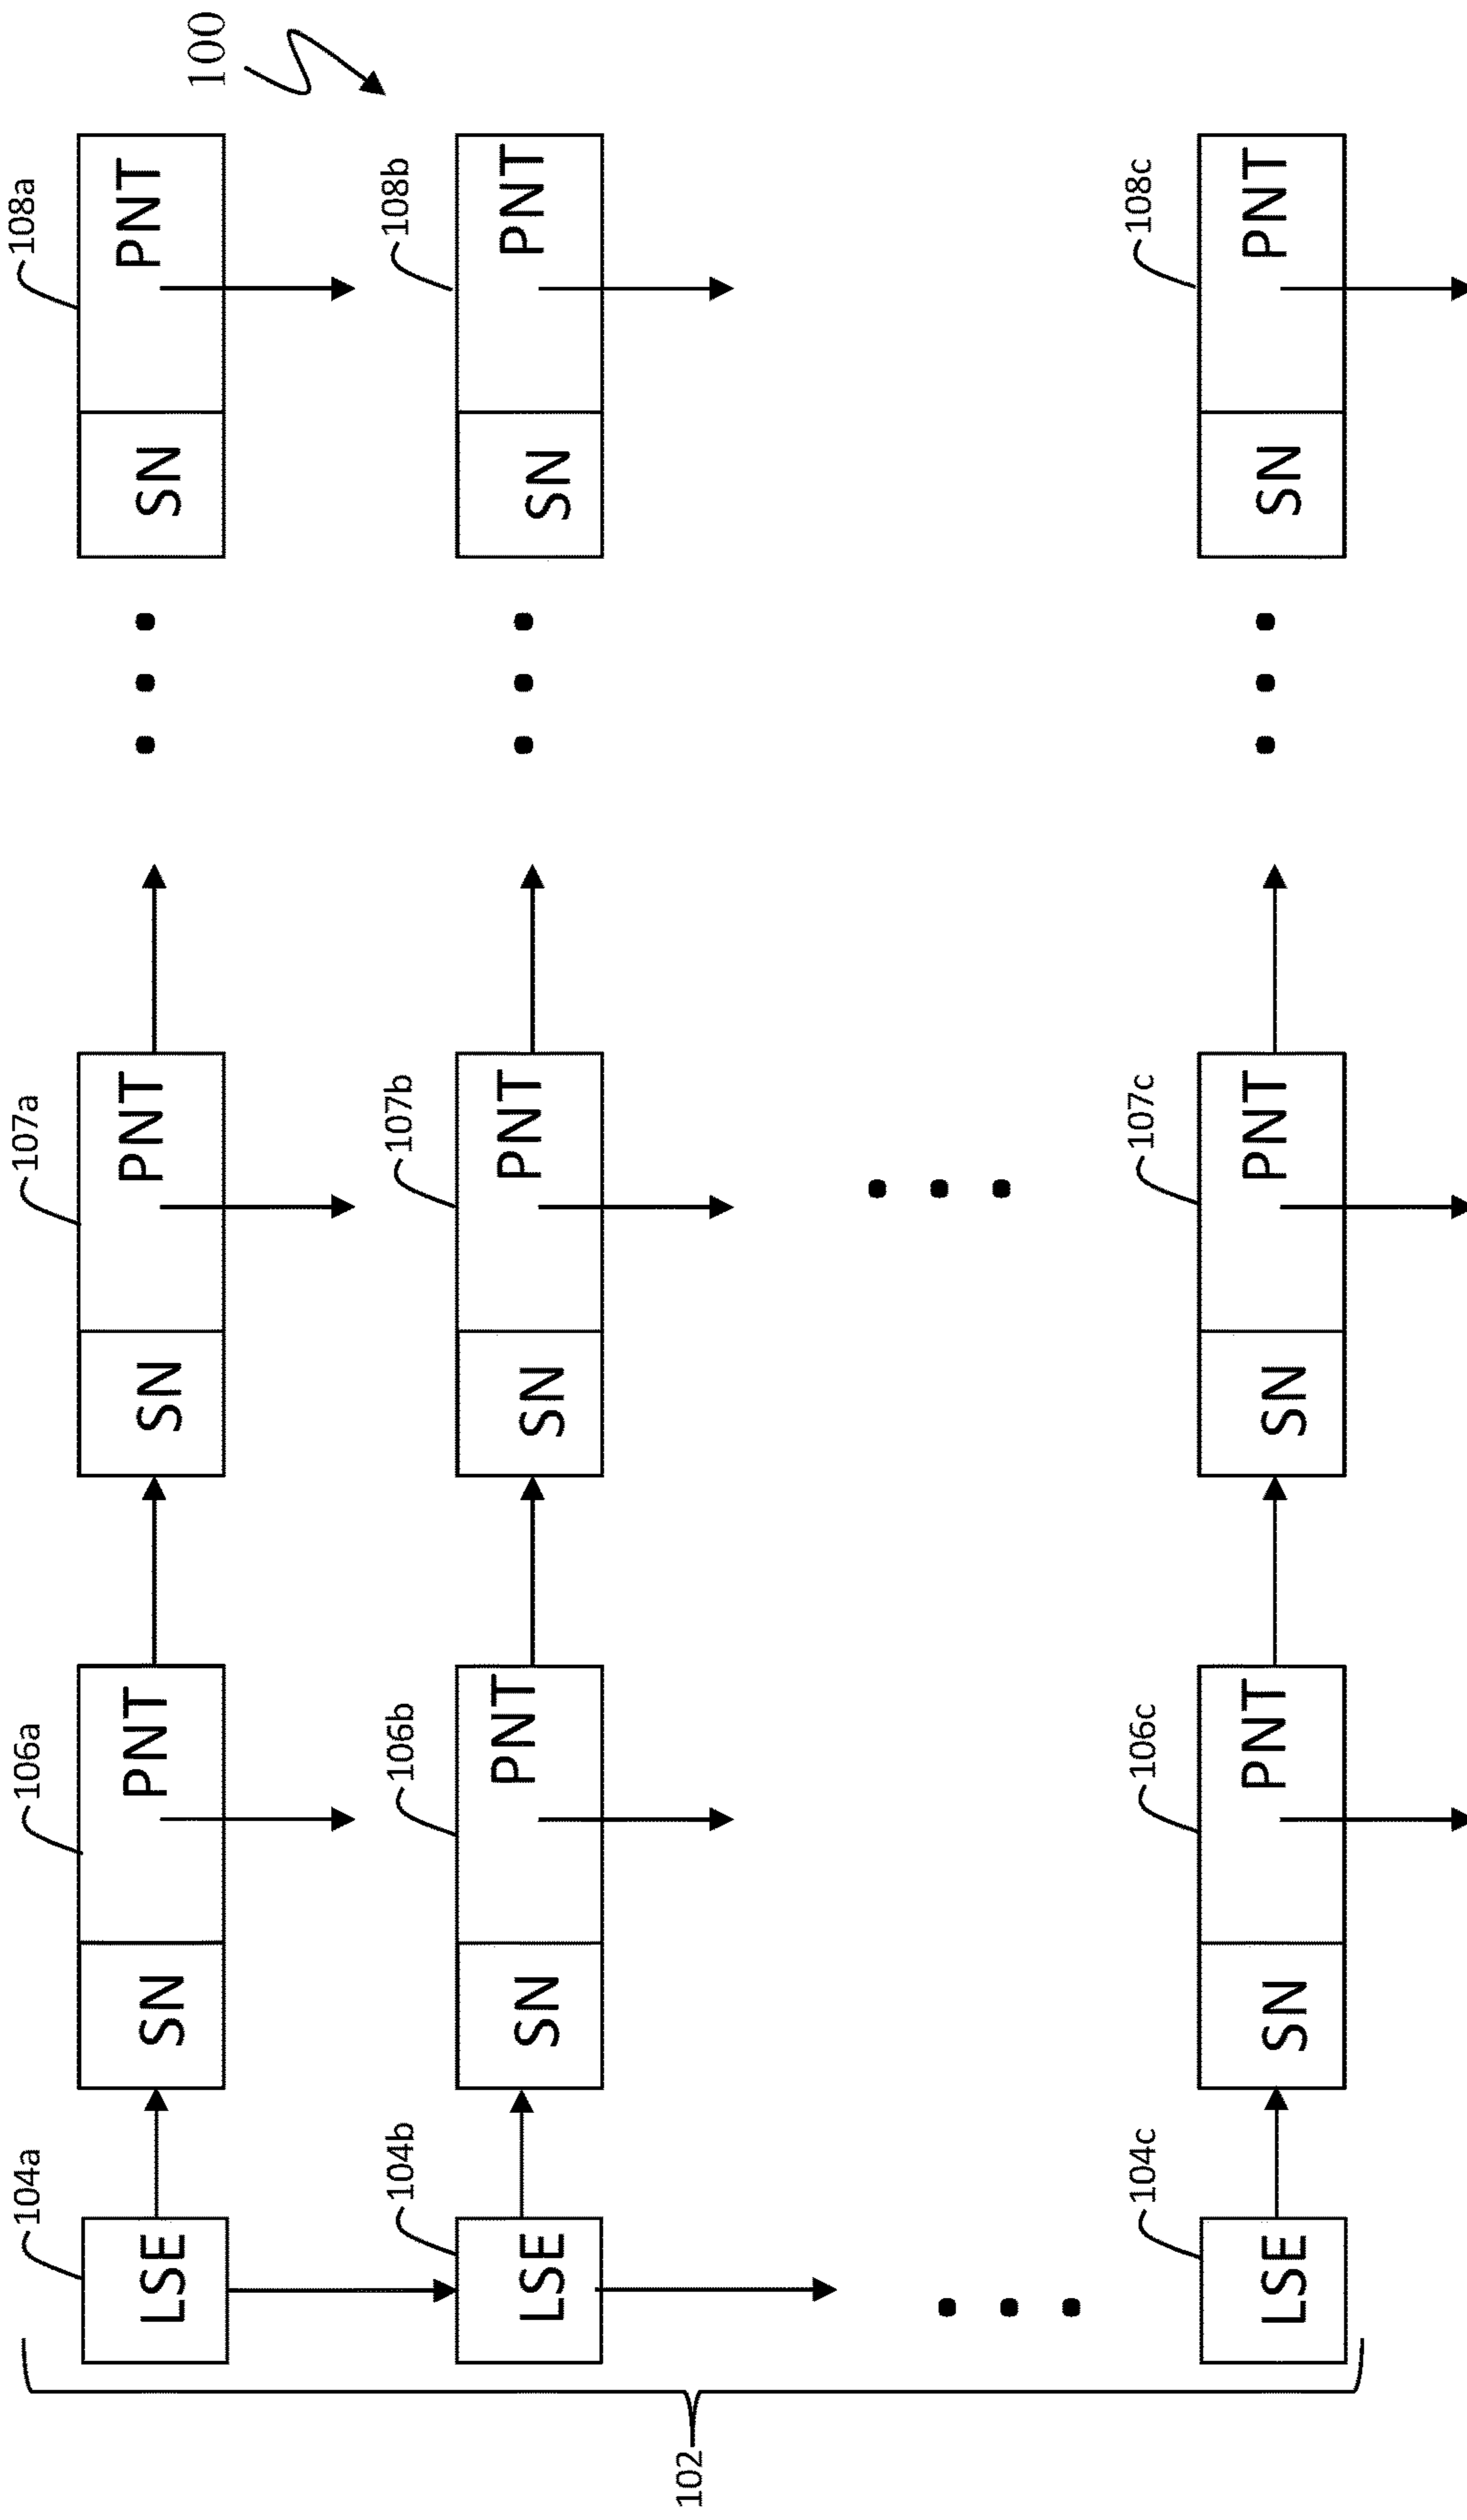 100
102
104a
LSE
106a
SN PNT
107a
SN PNT
108a
SN PNT
104b
LSE
106b
SN PNT
107b
SN PNT
108b
SN PNT
104c
LSE
106c
SN PNT
107c
SN PNT
108c
SN PNT